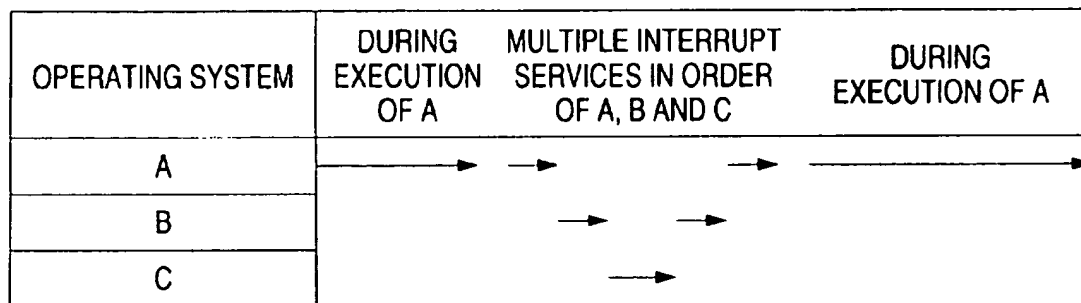 OPERATING SYSTEM
DURING
EXECUTION
OF A
MULTIPLE INTERRUPT
SERVICES IN ORDER
OF A, B AND C
DURING
EXECUTION OF A
A
B
C